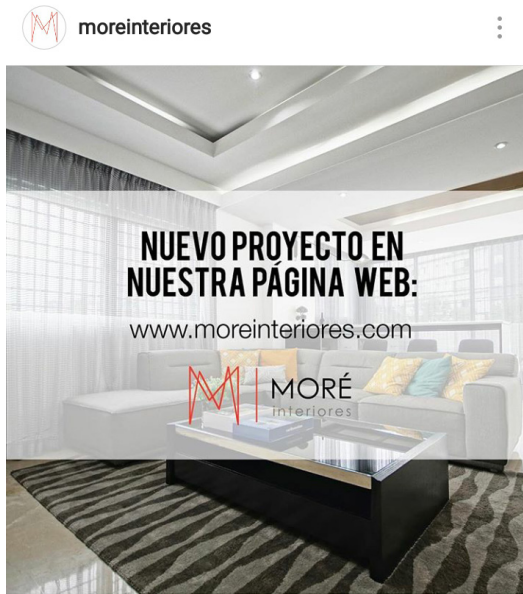 moreinteriores
NUEVO PROYECTO EN
NUESTRA PÁGINA WEB:
www.moreinteriores.com
M | MORÉ
interiores